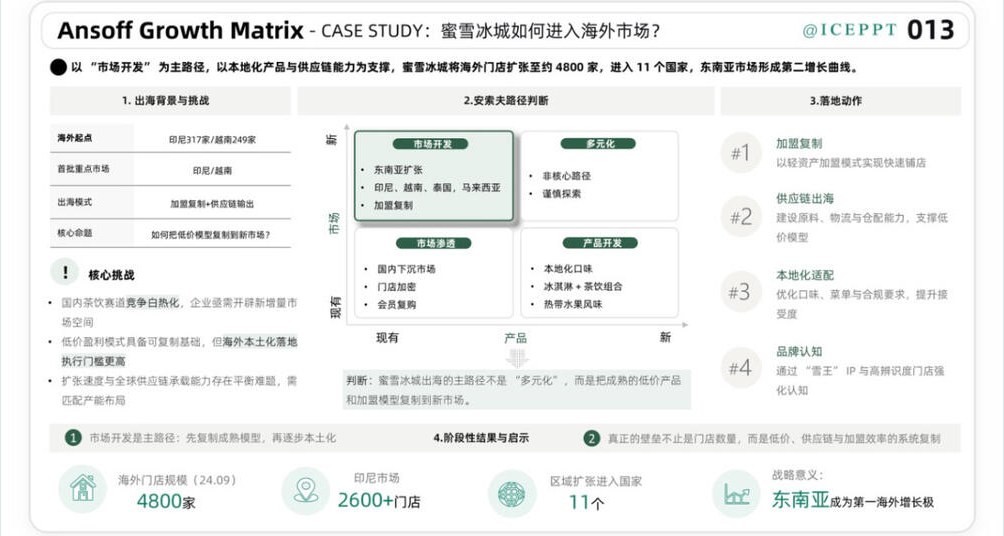 Ansoff Growth Matrix - CASE STUDY：蜜雪冰城如何进入海外市场？
@ICEPPT 013
以 “市场开发” 为主路径，以本地化产品与供应链能力为支撑，蜜雪冰城将海外门店扩张至约 4800 家，进入 11 个国家，东南亚市场形成第二增长曲线。
1. 出海背景与挑战
海外起点 印尼317家/越南249家
首批重点市场 印尼/越南
出海模式 加盟复制+供应链输出
核心命题 如何把低价模型复制到新市场？
! 核心挑战
• 国内茶饮赛道竞争白热化，企业亟需开辟新增量市
场空间
• 低价盈利模式具备可复制基础，但海外本土化落地
执行门槛更高
• 扩张速度与全球供应链承载能力存在平衡难题，需
匹配产能布局
2.安索夫路径判断
新
市场
现有
市场开发
• 东南亚扩张
• 印尼、越南、泰国，马来西亚
• 加盟复制
多元化
• 非核心路径
• 谨慎探索
市场渗透
• 国内下沉市场
• 门店加密
• 会员复购
产品开发
• 本地化口味
• 冰淇淋 + 茶饮组合
• 热带水果风味
现有 产品 新
判断：蜜雪冰城出海的主路径不是 “多元化” ，而是把成熟的低价产品
和加盟模型复制到新市场。
3.落地动作
#1 加盟复制
以轻资产加盟模式实现快速铺店
#2 供应链出海
建设原料、物流与仓配能力，支撑低
价模型
#3 本地化适配
优化口味、菜单与合规要求，提升接
受度
#4 品牌认知
通过 “雪王” IP 与高辨识度门店强
化认知
1 市场开发是主路径：先复制成熟模型，再逐步本土化
4.阶段性结果与启示
2 真正的壁垒不止是门店数量，而是低价、供应链与加盟效率的系统复制
海外门店规模（24.09）
4800家
印尼市场
2600+门店
区域扩张进入国家
11个
战略意义：
东南亚成为第一海外增长极